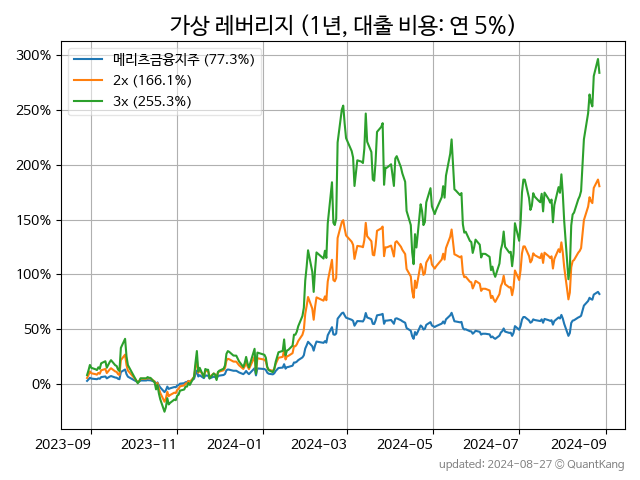 가상 레버리지 (1년, 대출 비용: 연 5%)
메리츠금융지주 (77.3%)
2x (166.1%)
3x (255.3%)
300%
250%
200%
150%
100%
50%
0%
2023-09 2023-11 2024-01 2024-03 2024-05 2024-07 2024-09
updated: 2024-08-27 © QuantKang